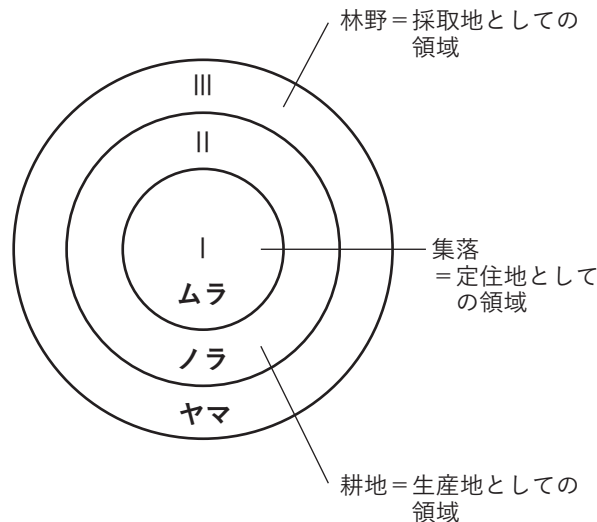 林野＝採取地としての
領域
Ⅲ
Ⅱ
Ⅰ
集落
＝定住地として
の領域
ムラ
ノラ
ヤマ
耕地＝生産地としての
領域